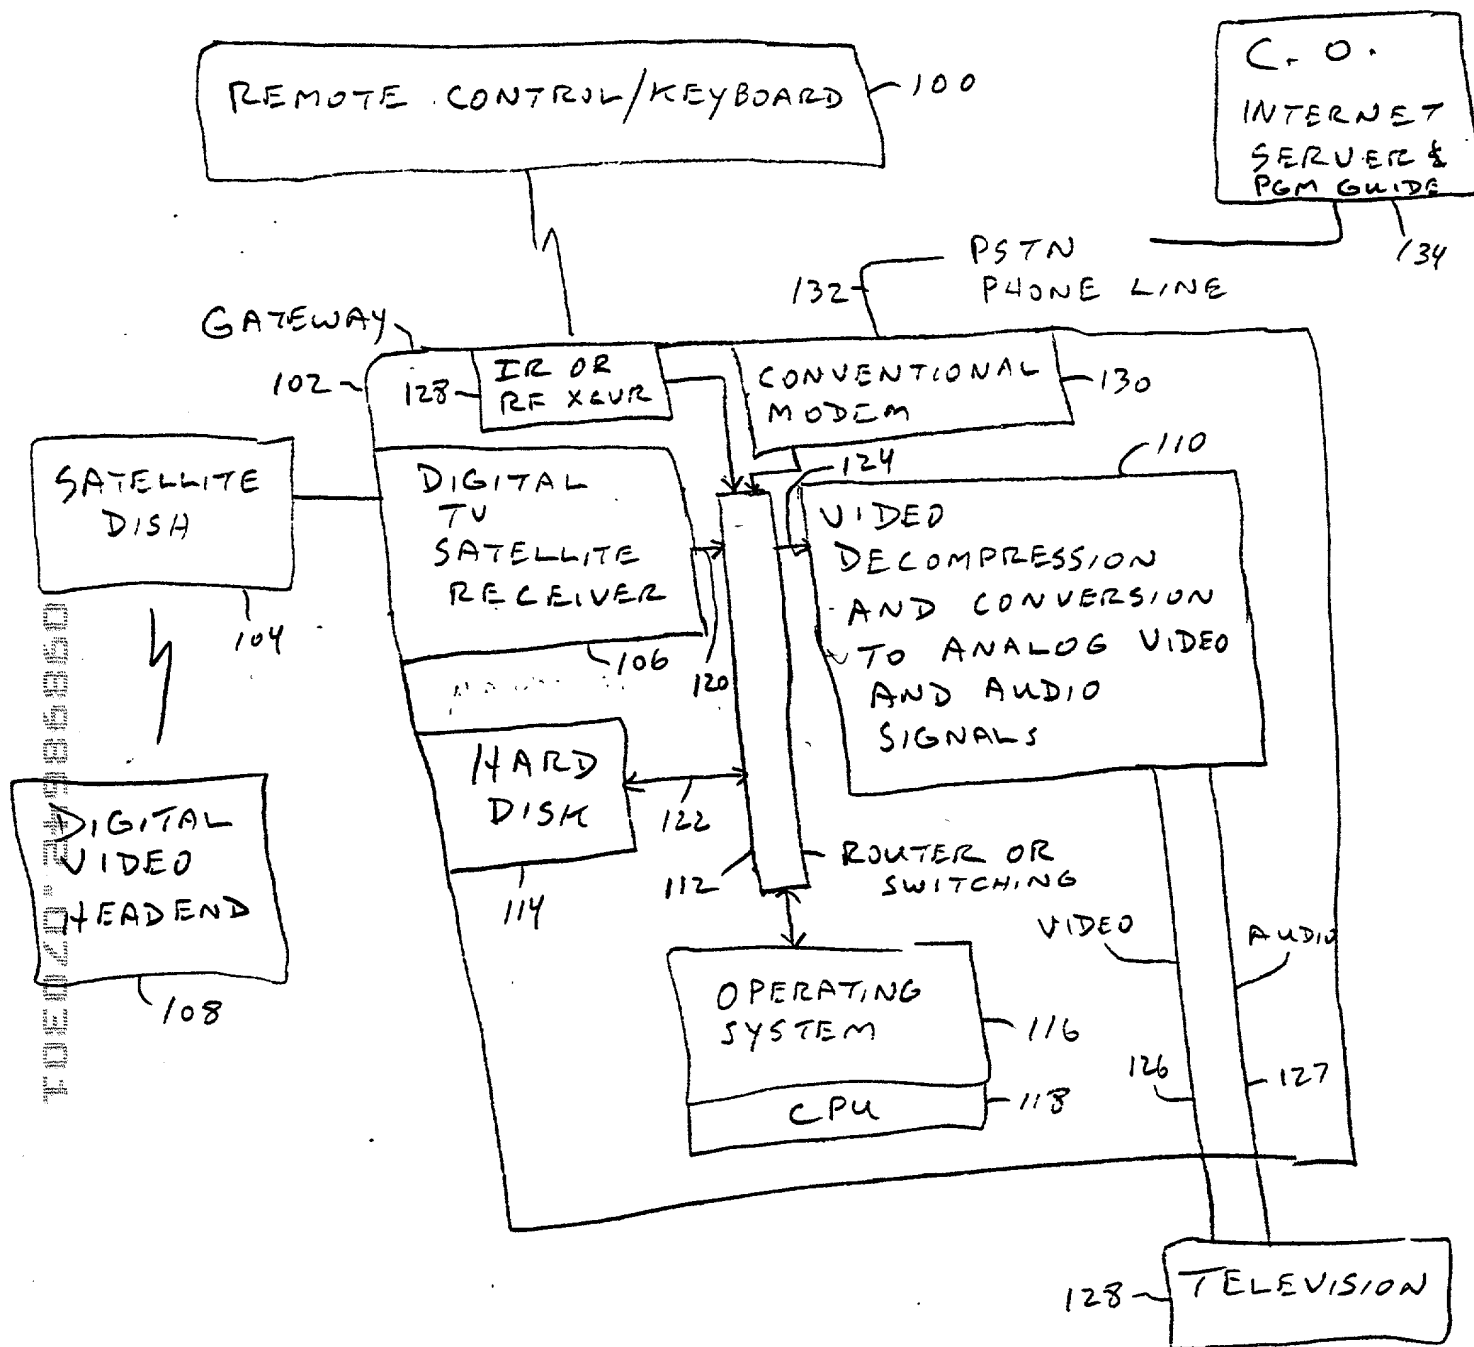 REMOTE CONTROL/KEYBOARD
100
C. O.
INTERNET
SERVER &
PGM GUIDE
134
PSTN
PHONE LINE
132
GATEWAY
102
128
IR OR
RF XCVR
CONVENTIONAL
MODEM
130
SATELLITE
DISH
104
DIGITAL
TV
SATELLITE
RECEIVER
106
120
124
110
VIDEO
DECOMPRESSION
AND CONVERSION
TO ANALOG VIDEO
AND AUDIO
SIGNALS
HARD
DISK
114
122
112
ROUTER OR
SWITCHING
DIGITAL
VIDEO
HEADEND
108
OPERATING
SYSTEM
116
CPU
118
VIDEO
AUDIO
126
127
128
TELEVISION